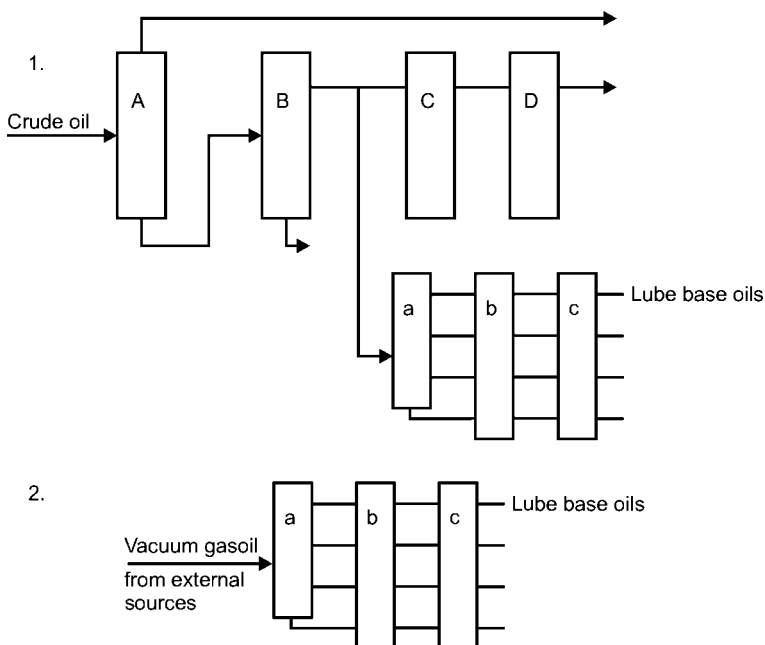 1.
A
B
C
D
Crude oil
a
b
c
Lube base oils
2.
a
b
c
Lube base oils
Vacuum gasoil
from external
sources